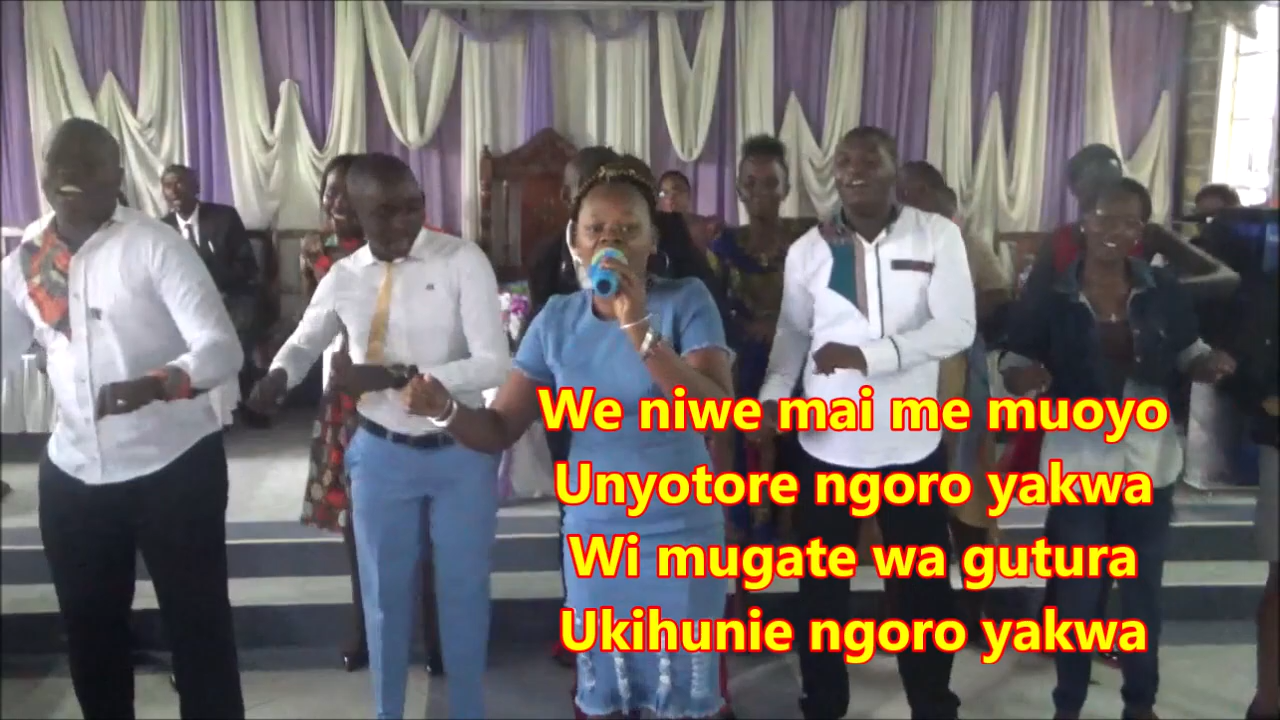 We niwe mai me muoyo
Unyotore ngoro yakwa
Wi mugate wa gutura
Ukihunie ngoro yakwa